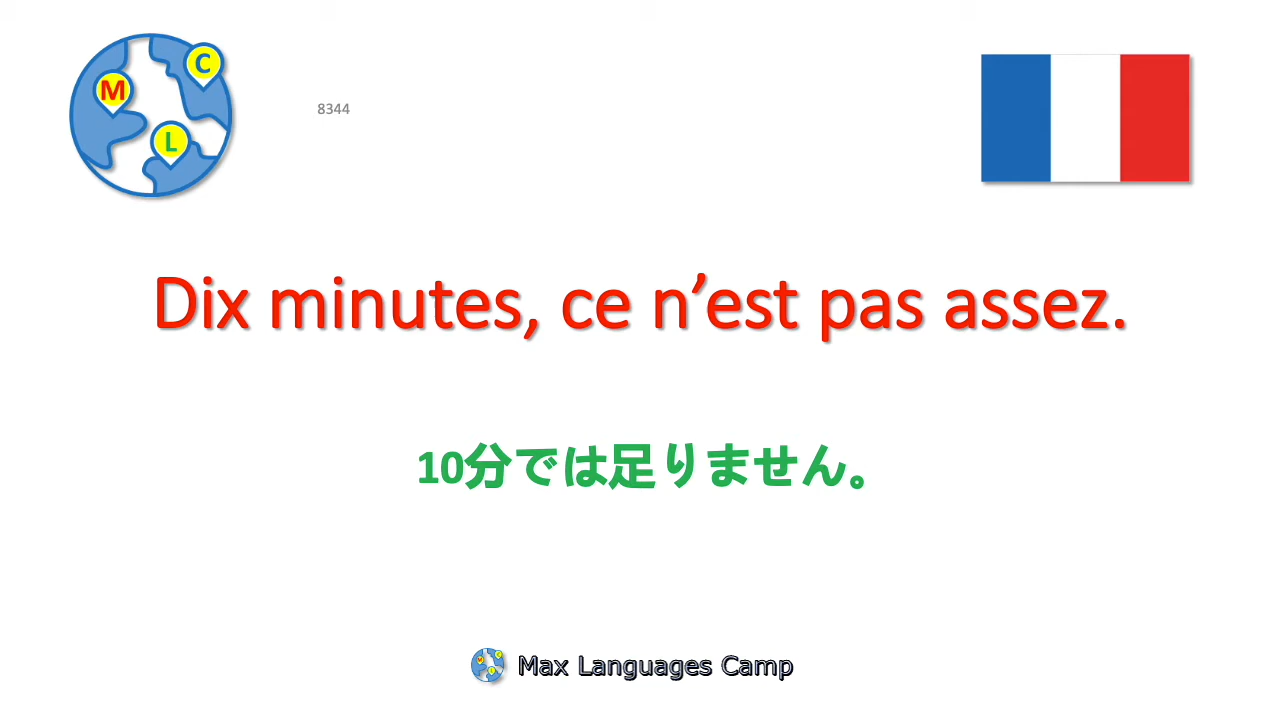 M
C
L
8344
Dix minutes, ce n’est pas assez.
10分では足りません。
Max Languages Camp